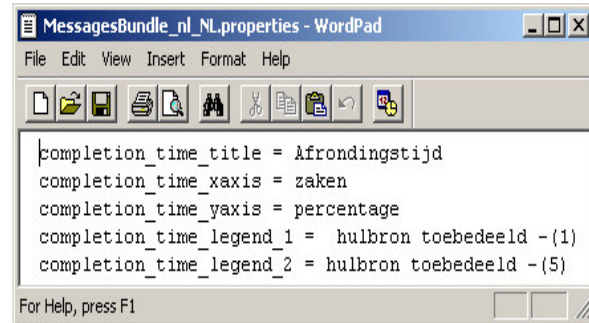 MessagesBundle_nl_NL.properties - WordPad
File Edit View Insert Format Help
completion_time_title = Afrondingstijd
completion_time_xaxis = zaken
completion_time_yaxis = percentage
completion_time_legend_1 =  hulbron toebedeeld -(1)
completion_time_legend_2 = hulbron toebedeeld -(5)
For Help, press F1